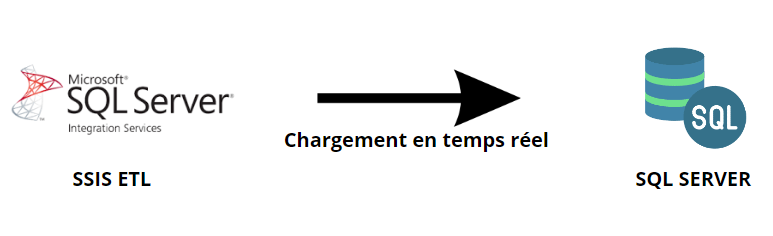 Microsoft®
SQL Server®
Integration Services
Chargement en temps réel
SQL
SSIS ETL
SQL SERVER